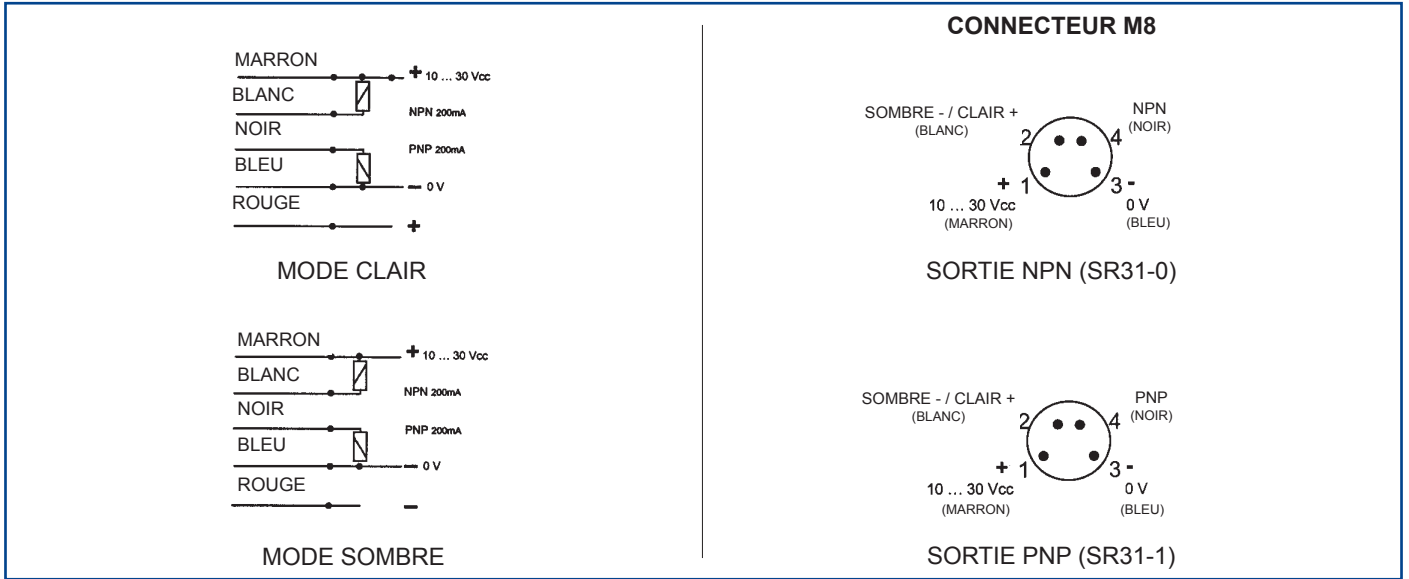 MARRON
+ 10 ... 30 Vcc
BLANC
NPN 200mA
NOIR
PNP 200mA
BLEU
– 0 V
ROUGE
+
MODE CLAIR
MARRON
+ 10 ... 30 Vcc
BLANC
NPN 200mA
NOIR
PNP 200mA
BLEU
– 0 V
ROUGE
–
MODE SOMBRE
CONNECTEUR M8
SOMBRE - / CLAIR +
(BLANC)
NPN
(NOIR)
2
4
+ 1
3 -
10 ... 30 Vcc
(MARRON)
0 V
(BLEU)
SORTIE NPN (SR31-0)
SOMBRE - / CLAIR +
(BLANC)
PNP
(NOIR)
2
4
+ 1
3 -
10 ... 30 Vcc
(MARRON)
0 V
(BLEU)
SORTIE PNP (SR31-1)